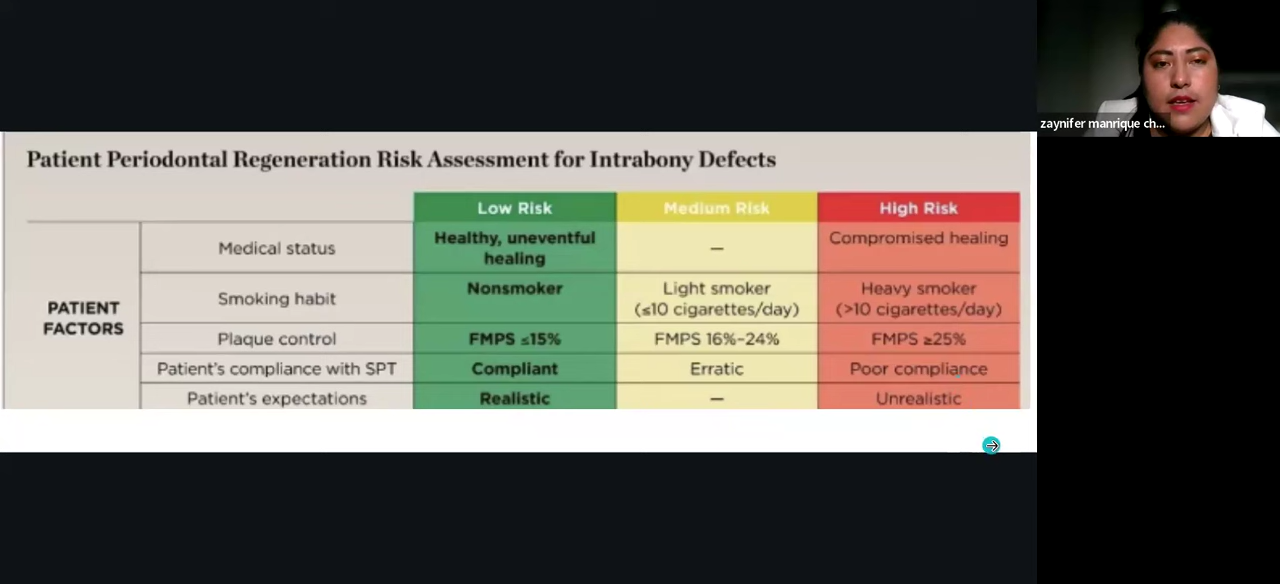 zaynifer manrique ch...
Patient Periodontal Regeneration Risk Assessment for Intrabony Defects
Low Risk Medium Risk High Risk
PATIENT FACTORS
Medical status Healthy, uneventful healing — Compromised healing
Smoking habit Nonsmoker Light smoker (≤10 cigarettes/day) Heavy smoker (>10 cigarettes/day)
Plaque control FMPS ≤15% FMPS 16%–24% FMPS ≥25%
Patient's compliance with SPT Compliant Erratic Poor compliance
Patient's expectations Realistic — Unrealistic